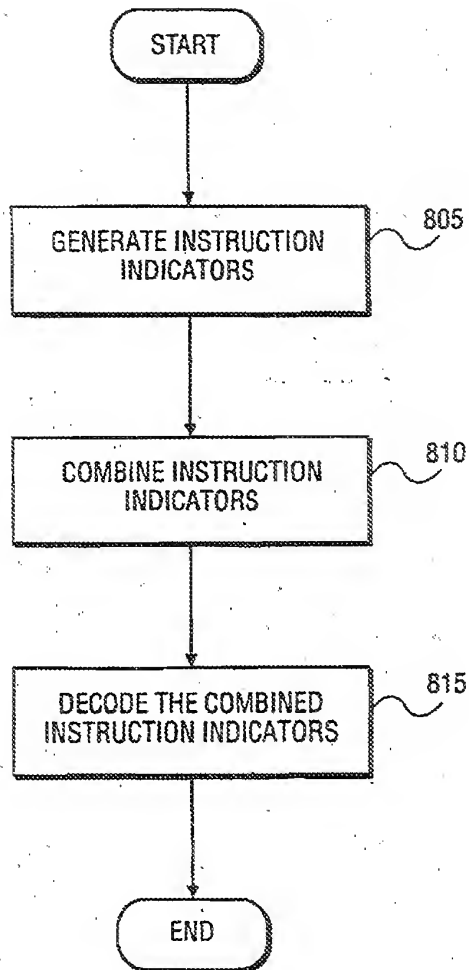 START
GENERATE INSTRUCTION
INDICATORS
805
COMBINE INSTRUCTION
INDICATORS
810
DECODE THE COMBINED
INSTRUCTION INDICATORS
815
END